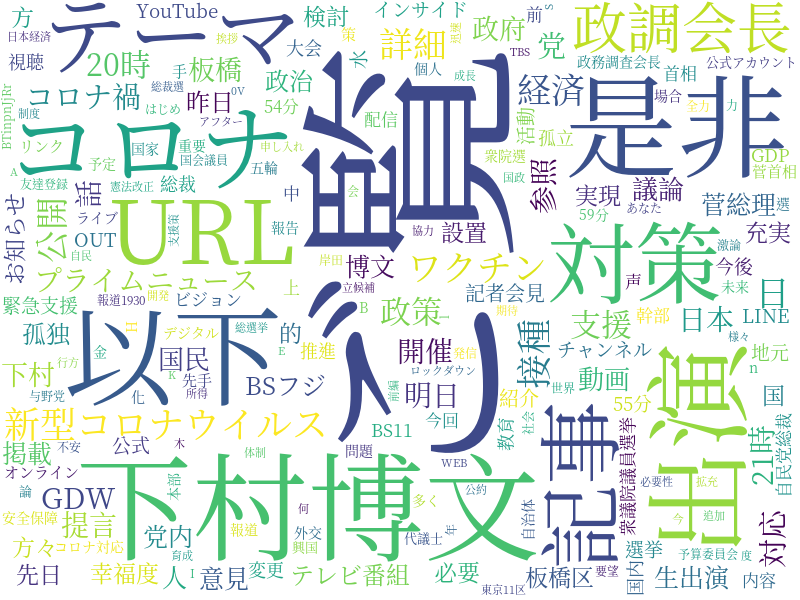 方 YouTube 検討 インサイド 前 S 政調会長
日本経済 挨拶 策 政府 迅速
視聴 テーマ 大会 詳細 党 TBS 政務調査会長 公式アカウント
20時 板橋 手 総裁選 水 個人 成長 首相
コロナ禍 昨日 政治 0V 監 覧 経済 是非 場合 全力 力
BTinpnJjRr 制度 はじめ アフター 54分 配信 活動 孤立
リンク 予定 国家 重要 申し入れ 衆院選 GDP 菅首相
コロナ 国会議員 五輪 国政 参照 実現 議論
友達登録 A 憲法改正 総裁 中 会 あなた 選
お知らせ 公開 話 ライブ 協力 設置 59分 菅総理 充実
URL OUT 支援策 報告 対策 声 激論 今後
プライムニュース 自民 博文 ワクチン 日 未来
緊急支援 報道1930 開発 ビジョン 上 岸田 立候補 記者会見 幹部 様々
以下 ご 政策 B 期待 支援 日本 LINE
孤独 的 デジタル 総選挙 E ロックダウン 発信 チャンネル 地元 n
金 推進 開催 接種 世界
下村 行方 国民 K 先手 BSフジ 前編 明日 紹介 動画 国
与野党 化 所得 55分 出演
新型コロナウイルス BS11 今回 教育 社会 21時 自民党総裁
掲載 不安 公式 木 問題 WEB 記事 衆議院議員選挙
オンライン 下村博文 体制 必要性 拡充
論 GDW 本部 公約 今 追加
安全保障 提言 党内 報道 何 多く 自治体 対応
方々 コロナ対応 外交 年 代議士 選挙 予算委員会 度
先日 幸福度 育成 人 I 興国 意見 変更 テレビ番組 必要 板橋区 要望 国内 生出演 内容
東京11区